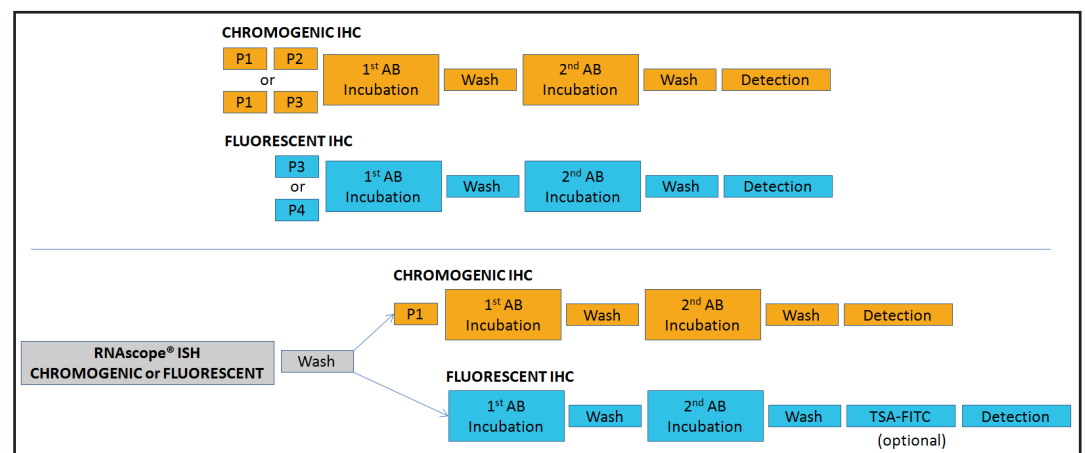 CHROMOGENIC IHC
P1 P2
or
P1 P3
1st AB
Incubation
Wash
2nd AB
Incubation
Wash
Detection
FLUORESCENT IHC
P3
or
P4
1st AB
Incubation
Wash
2nd AB
Incubation
Wash
Detection
RNAscope® ISH
CHROMOGENIC or FLUORESCENT
Wash
CHROMOGENIC IHC
P1
1st AB
Incubation
Wash
2nd AB
Incubation
Wash
Detection
FLUORESCENT IHC
1st AB
Incubation
Wash
2nd AB
Incubation
Wash
TSA-FITC
(optional)
Detection